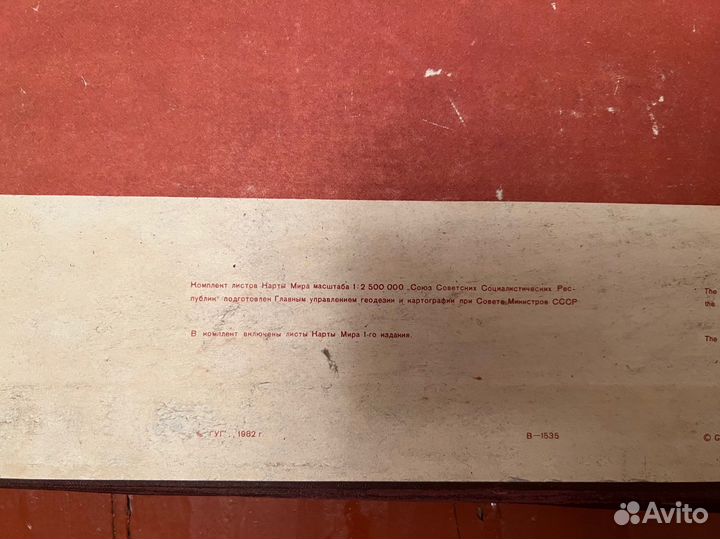 Комплект листов Карты Мира масштаба 1:2 500 000 „Союз Советских Социалистических Рес-
публик" подготовлен Главным управлением геодезии и картографии при Совете Министров СССР
The
the
В комплект включены листы Карты Мира 1-го издания.
The
1982 г.
В—1535
© G
Avito